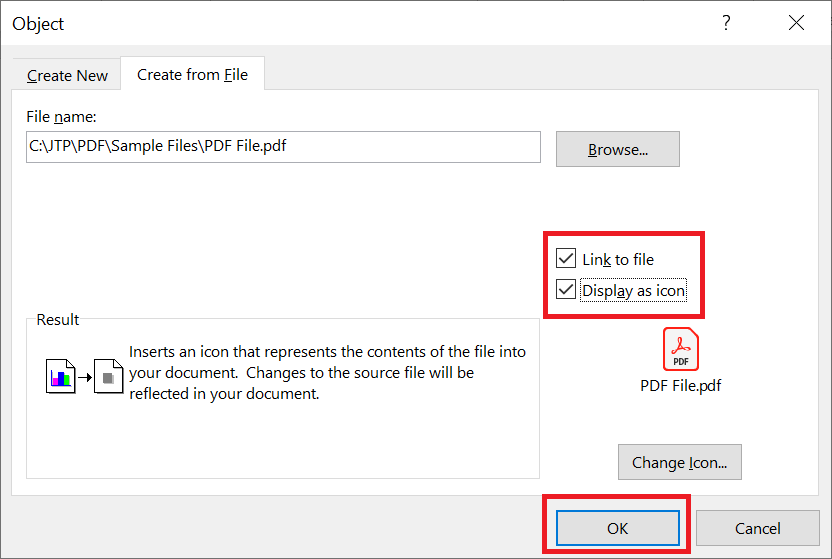 Object
?
Create New
Create from File
File name:
C:\JTP\PDF\Sample Files\PDF File.pdf
Browse...
Link to file
Display as icon
Result
Inserts an icon that represents the contents of the file into
your document.  Changes to the source file will be
reflected in your document.
PDF
PDF File.pdf
Change Icon...
OK
Cancel